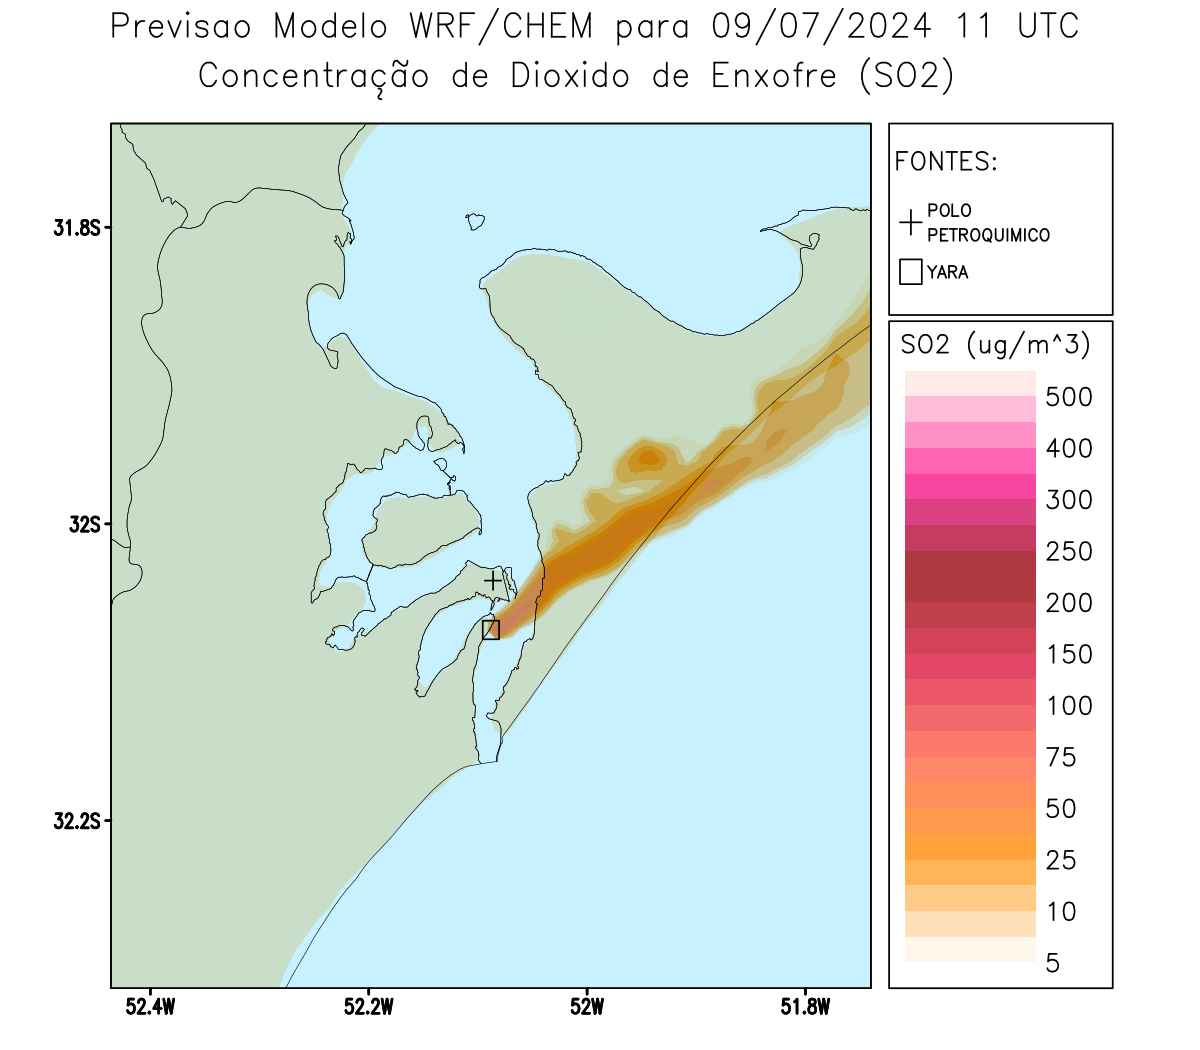 Previsao Modelo WRF/CHEM para 09/07/2024 11 UTC
Concentração de Dioxido de Enxofre (SO2)
FONTES:
POLO
PETROQUIMICO
YARA
31.8S
32S
32.2S
52.4W
52.2W
52W
51.8W
SO2 (ug/m^3)
500
400
300
250
200
150
100
75
50
25
10
5